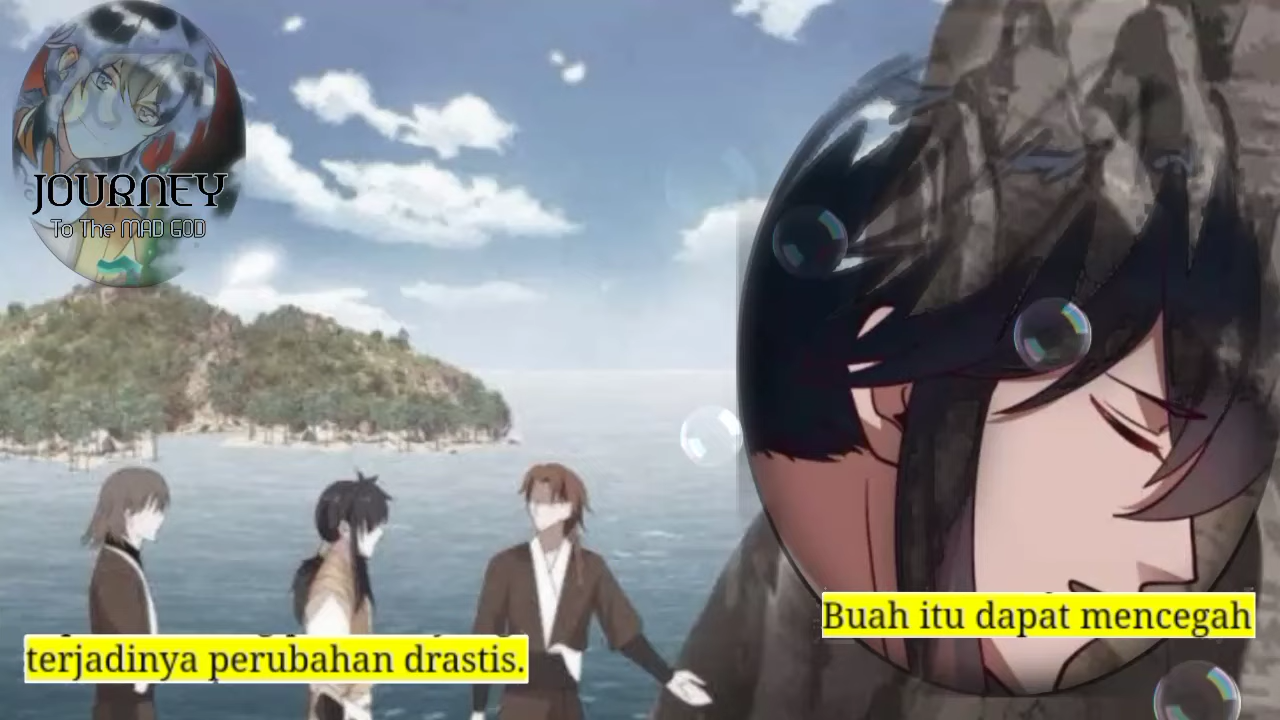 JOURNEY
To The MAD GOD
Buah itu dapat mencegah
terjadinya perubahan drastis.